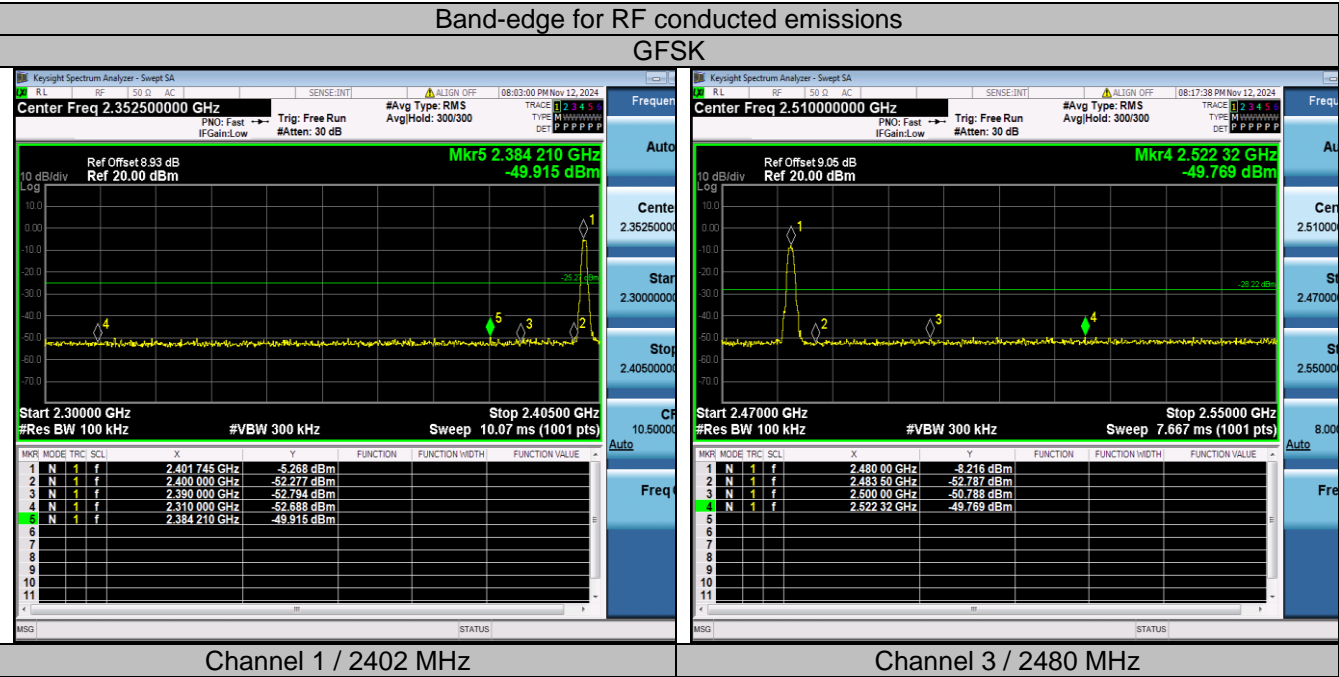 Band-edge for RF conducted emissions
GFSK
Keysight Spectrum Analyzer - Swept SA
RL RF 50 Ω AC SENSE:INT ALIGN OFF 08:03:00 PM Nov 12, 2024
Center Freq 2.352500000 GHz
PNO: Fast
IFGain:Low
Trig: Free Run
#Atten: 30 dB
#Avg Type: RMS
Avg|Hold: 300/300
TRACE 1 2 3 4 5 6
TYPE M WWWWW
DET P P P P P P
Mkr5 2.384 210 GHz
-49.915 dBm
Ref Offset 8.93 dB
10 dB/div Ref 20.00 dBm
Log
10.0
0.00
-10.0
-20.0
-30.0
-40.0
-50.0
-60.0
-70.0
-25.27 dBm
1
2
3
4
5
Start 2.30000 GHz Stop 2.40500 GHz
#Res BW 100 kHz #VBW 300 kHz Sweep 10.07 ms (1001 pts)
MKR MODE TRC SCL X Y FUNCTION FUNCTION WIDTH FUNCTION VALUE
1 N 1 f 2.401 745 GHz -5.268 dBm
2 N 1 f 2.400 000 GHz -52.277 dBm
3 N 1 f 2.390 000 GHz -52.794 dBm
4 N 1 f 2.310 000 GHz -52.688 dBm
5 N 1 f 2.384 210 GHz -49.915 dBm
6
7
8
9
10
11
MSG STATUS
Frequen
Auto
Cente
2.35250000
Star
2.30000000
Stop
2.40500000
CF
10.50000
Auto
Freq
Channel 1 / 2402 MHz
Keysight Spectrum Analyzer - Swept SA
RL RF 50 Ω AC SENSE:INT ALIGN OFF 08:17:38 PM Nov 12, 2024
Center Freq 2.510000000 GHz
PNO: Fast
IFGain:Low
Trig: Free Run
#Atten: 30 dB
#Avg Type: RMS
Avg|Hold: 300/300
TRACE 1 2 3 4 5 6
TYPE M WWWWW
DET P P P P P P
Mkr4 2.522 32 GHz
-49.769 dBm
Ref Offset 9.05 dB
10 dB/div Ref 20.00 dBm
Log
10.0
0.00
-10.0
-20.0
-30.0
-40.0
-50.0
-60.0
-70.0
-28.22 dBm
1
2
3
4
Start 2.47000 GHz Stop 2.55000 GHz
#Res BW 100 kHz #VBW 300 kHz Sweep 7.667 ms (1001 pts)
MKR MODE TRC SCL X Y FUNCTION FUNCTION WIDTH FUNCTION VALUE
1 N 1 f 2.480 00 GHz -8.216 dBm
2 N 1 f 2.483 50 GHz -52.787 dBm
3 N 1 f 2.500 00 GHz -50.788 dBm
4 N 1 f 2.522 32 GHz -49.769 dBm
5
6
7
8
9
10
11
MSG STATUS
Frequ
Au
Cen
2.51000
St
2.47000
St
2.55000
8.000
Auto
Fre
Channel 3 / 2480 MHz